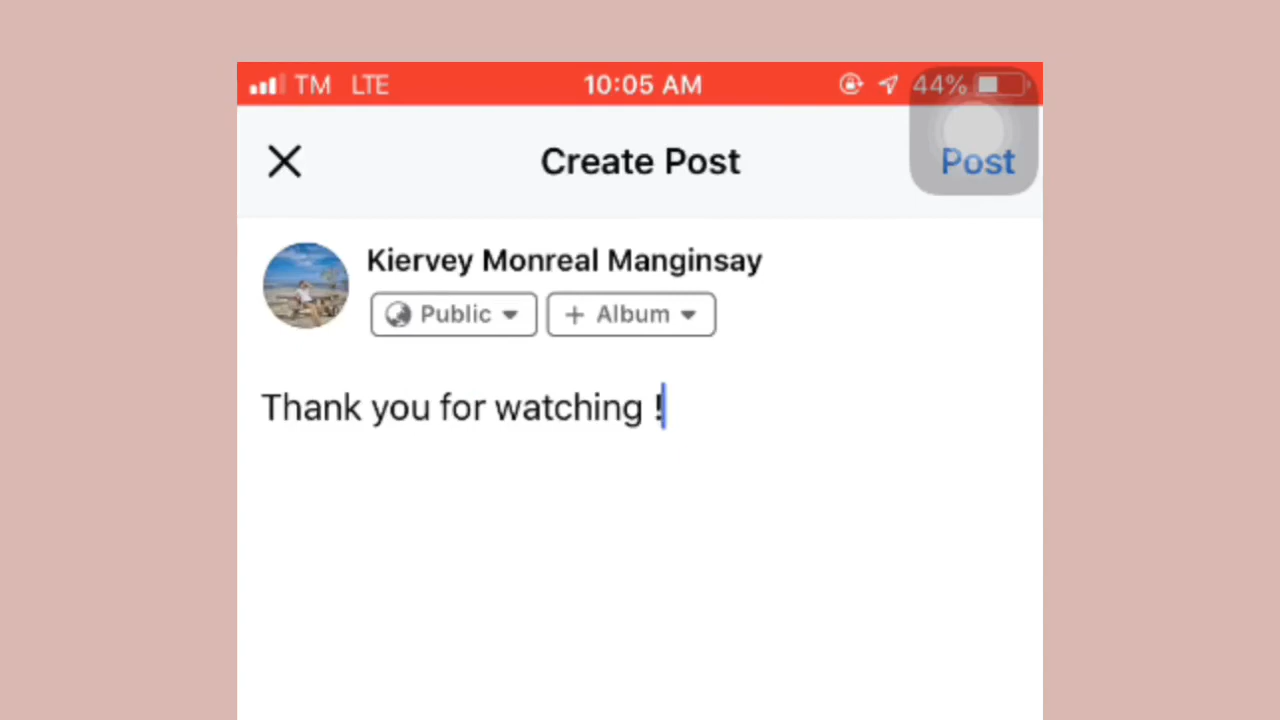 TM LTE 10:05 AM 44%
Create Post Post
Kiervey Monreal Manginsay
Public + Album
Thank you for watching !